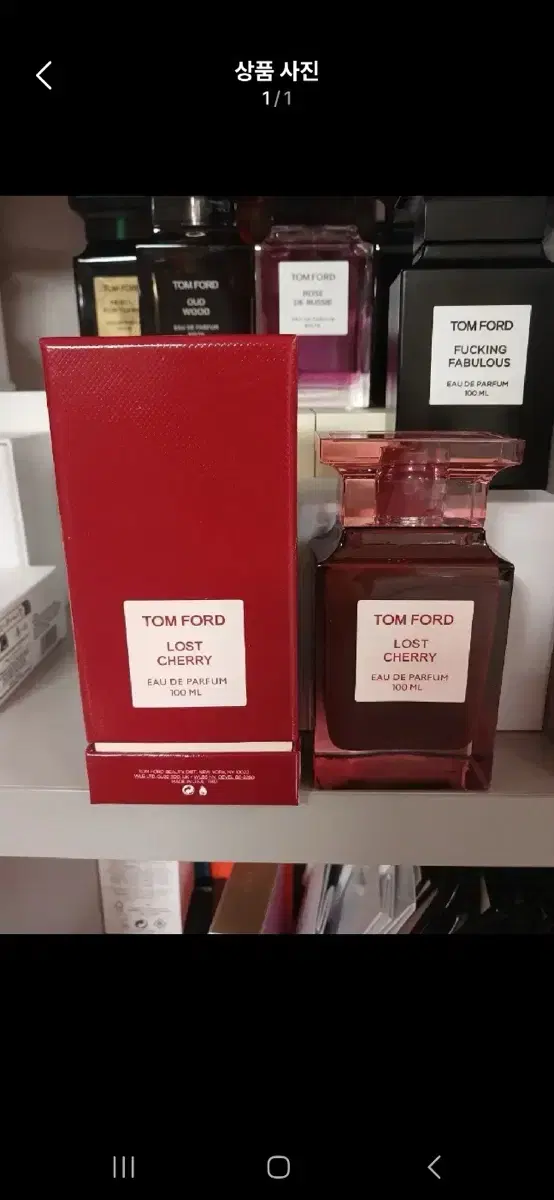 상품 사진
1/1
TOM FORD
TOM FORD
OUD
WOOD
EAU DE PARFUM
TOM FORD
ROSE
DE RUSSIE
TOM FORD
FUCKING
FABULOUS
EAU DE PARFUM
100 ML
TOM FORD
LOST
CHERRY
EAU DE PARFUM
100 ML
TOM FORD
LOST
CHERRY
EAU DE PARFUM
100 ML